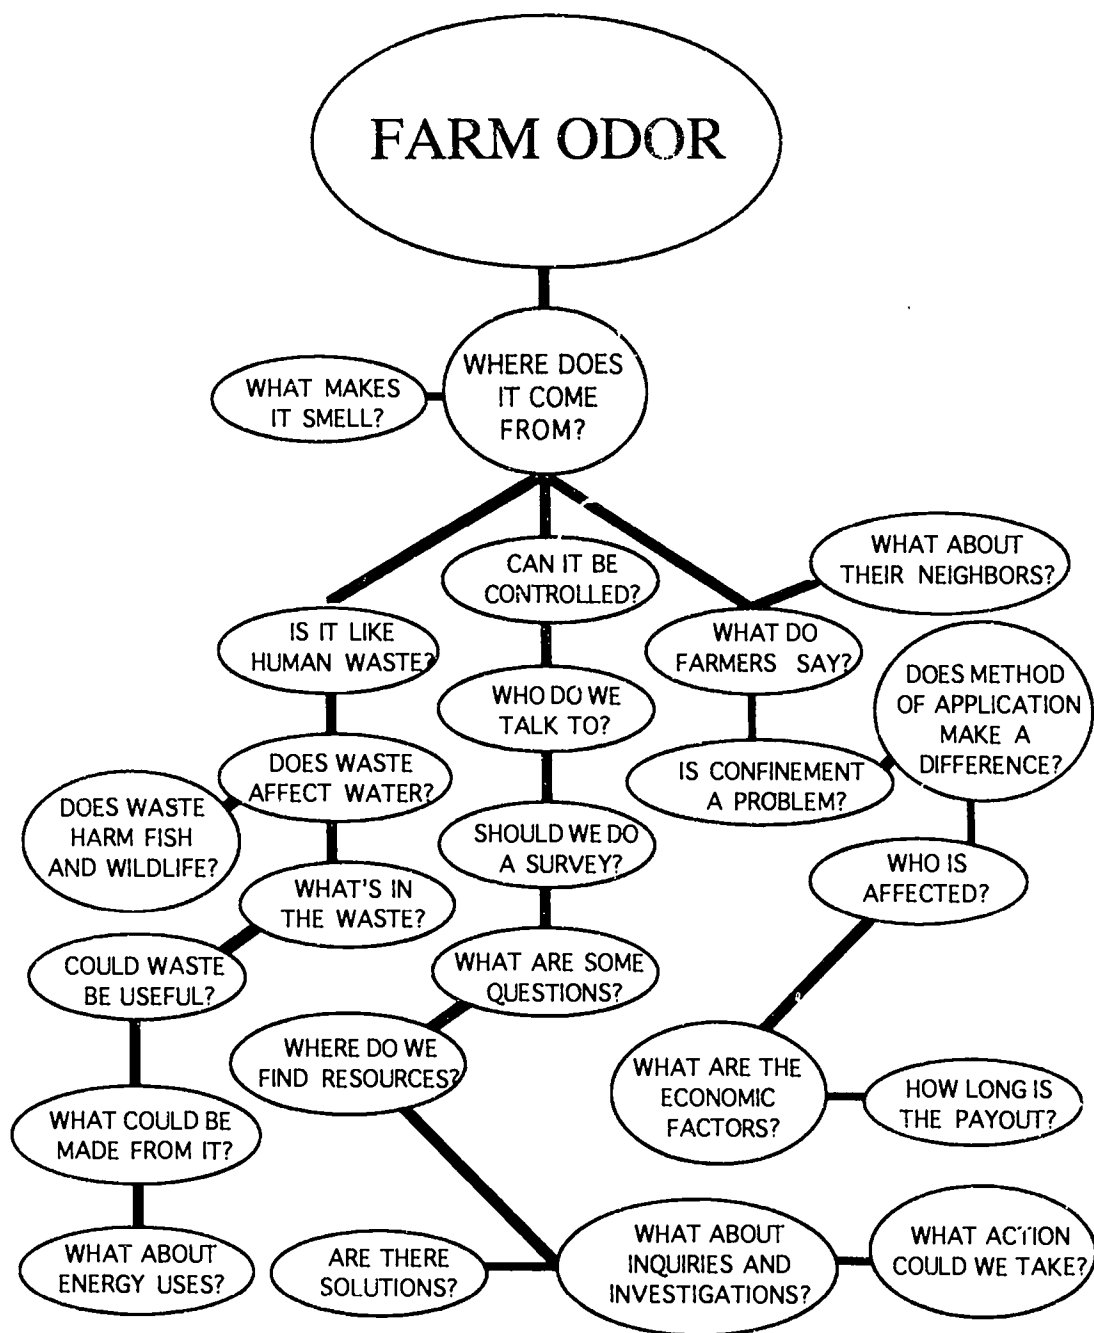 FARM ODOR
WHERE DOES
IT COME
FROM?
WHAT MAKES
IT SMELL?
CAN IT BE
CONTROLLED?
WHAT ABOUT
THEIR NEIGHBORS?
IS IT LIKE
HUMAN WASTE?
WHAT DO
FARMERS SAY?
DOES METHOD
OF APPLICATION
MAKE A
DIFFERENCE?
WHO DO WE
TALK TO?
DOES WASTE
AFFECT WATER?
IS CONFINEMENT
A PROBLEM?
DOES WASTE
HARM FISH
AND WILDLIFE?
SHOULD WE DO
A SURVEY?
WHO IS
AFFECTED?
WHAT'S IN
THE WASTE?
COULD WASTE
BE USEFUL?
WHAT ARE SOME
QUESTIONS?
WHERE DO WE
FIND RESOURCES?
WHAT ARE THE
ECONOMIC
FACTORS?
HOW LONG IS
THE PAYOUT?
WHAT COULD BE
MADE FROM IT?
WHAT ABOUT
ENERGY USES?
ARE THERE
SOLUTIONS?
WHAT ABOUT
INQUIRIES AND
INVESTIGATIONS?
WHAT ACTION
COULD WE TAKE?